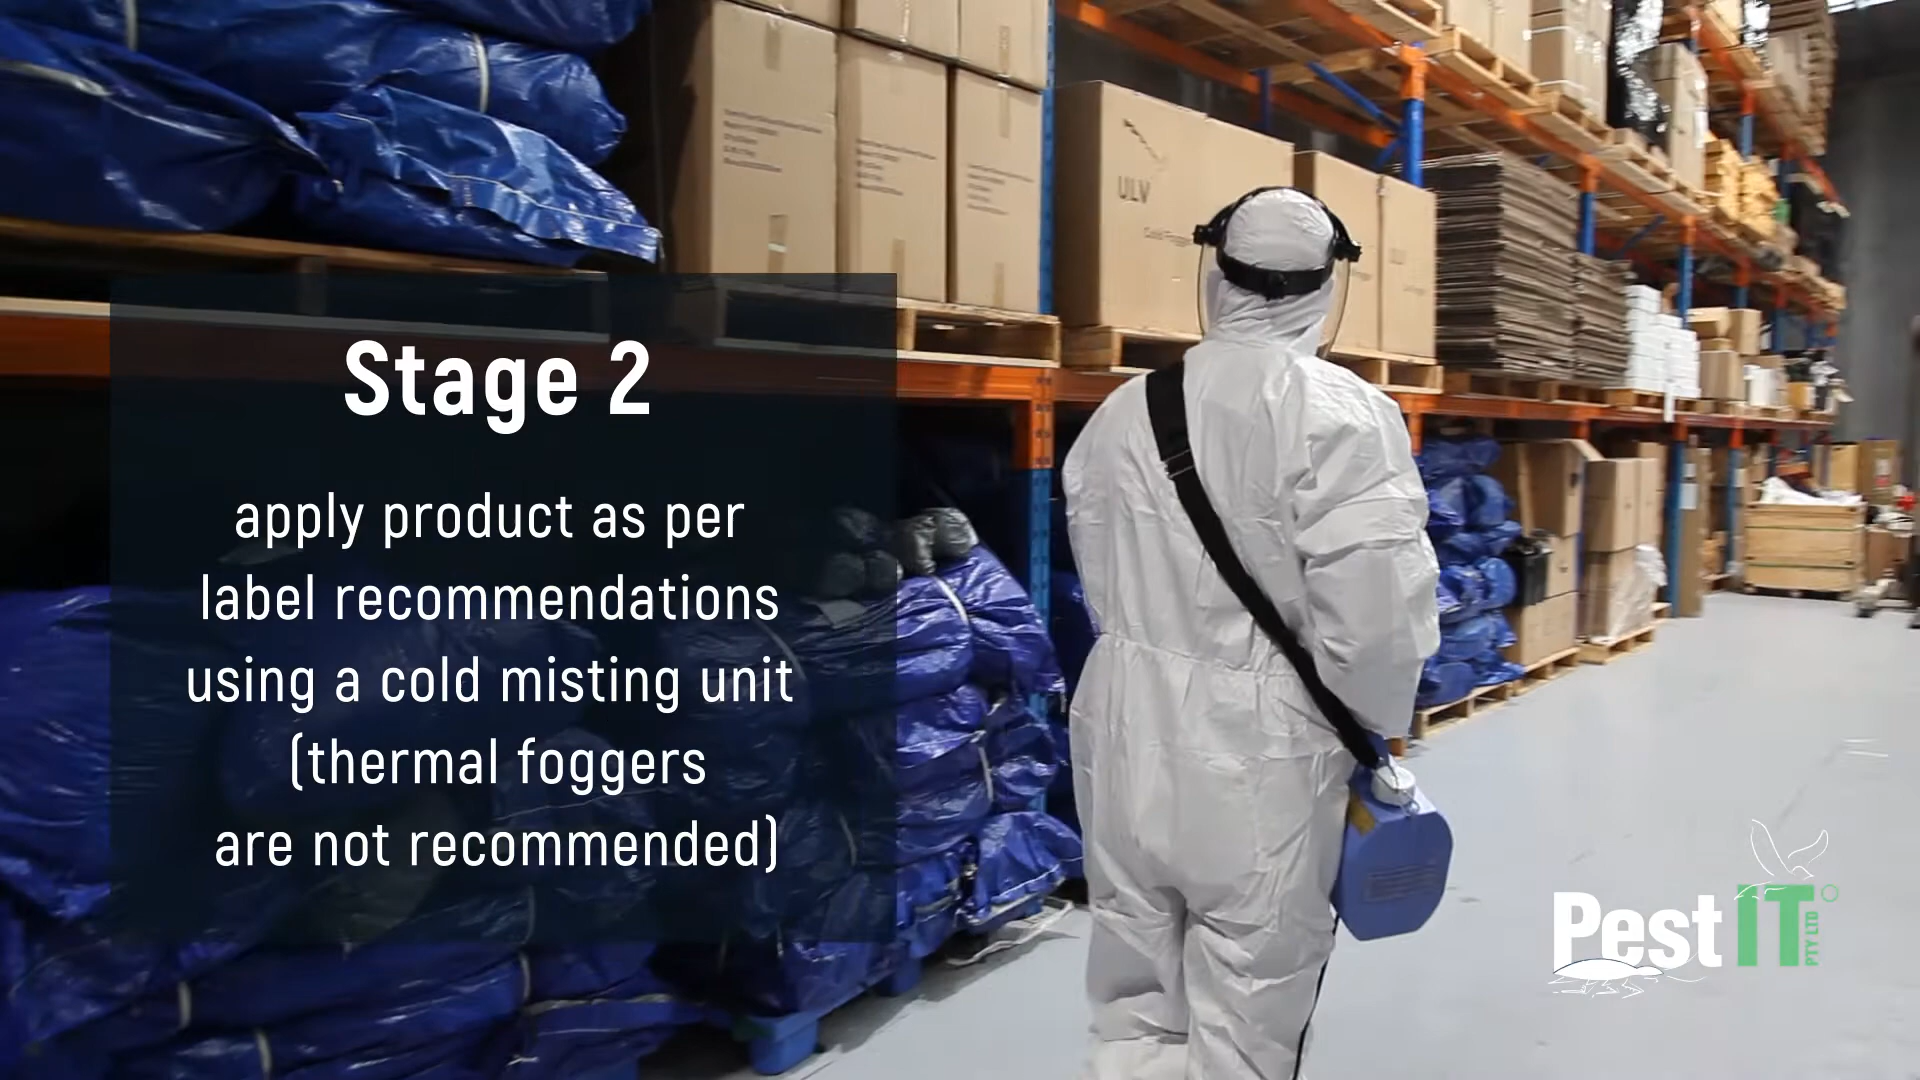 ULV
Stage 2
apply product as per
label recommendations
using a cold misting unit
(thermal foggers
are not recommended)
Pest IT
PTY LTD